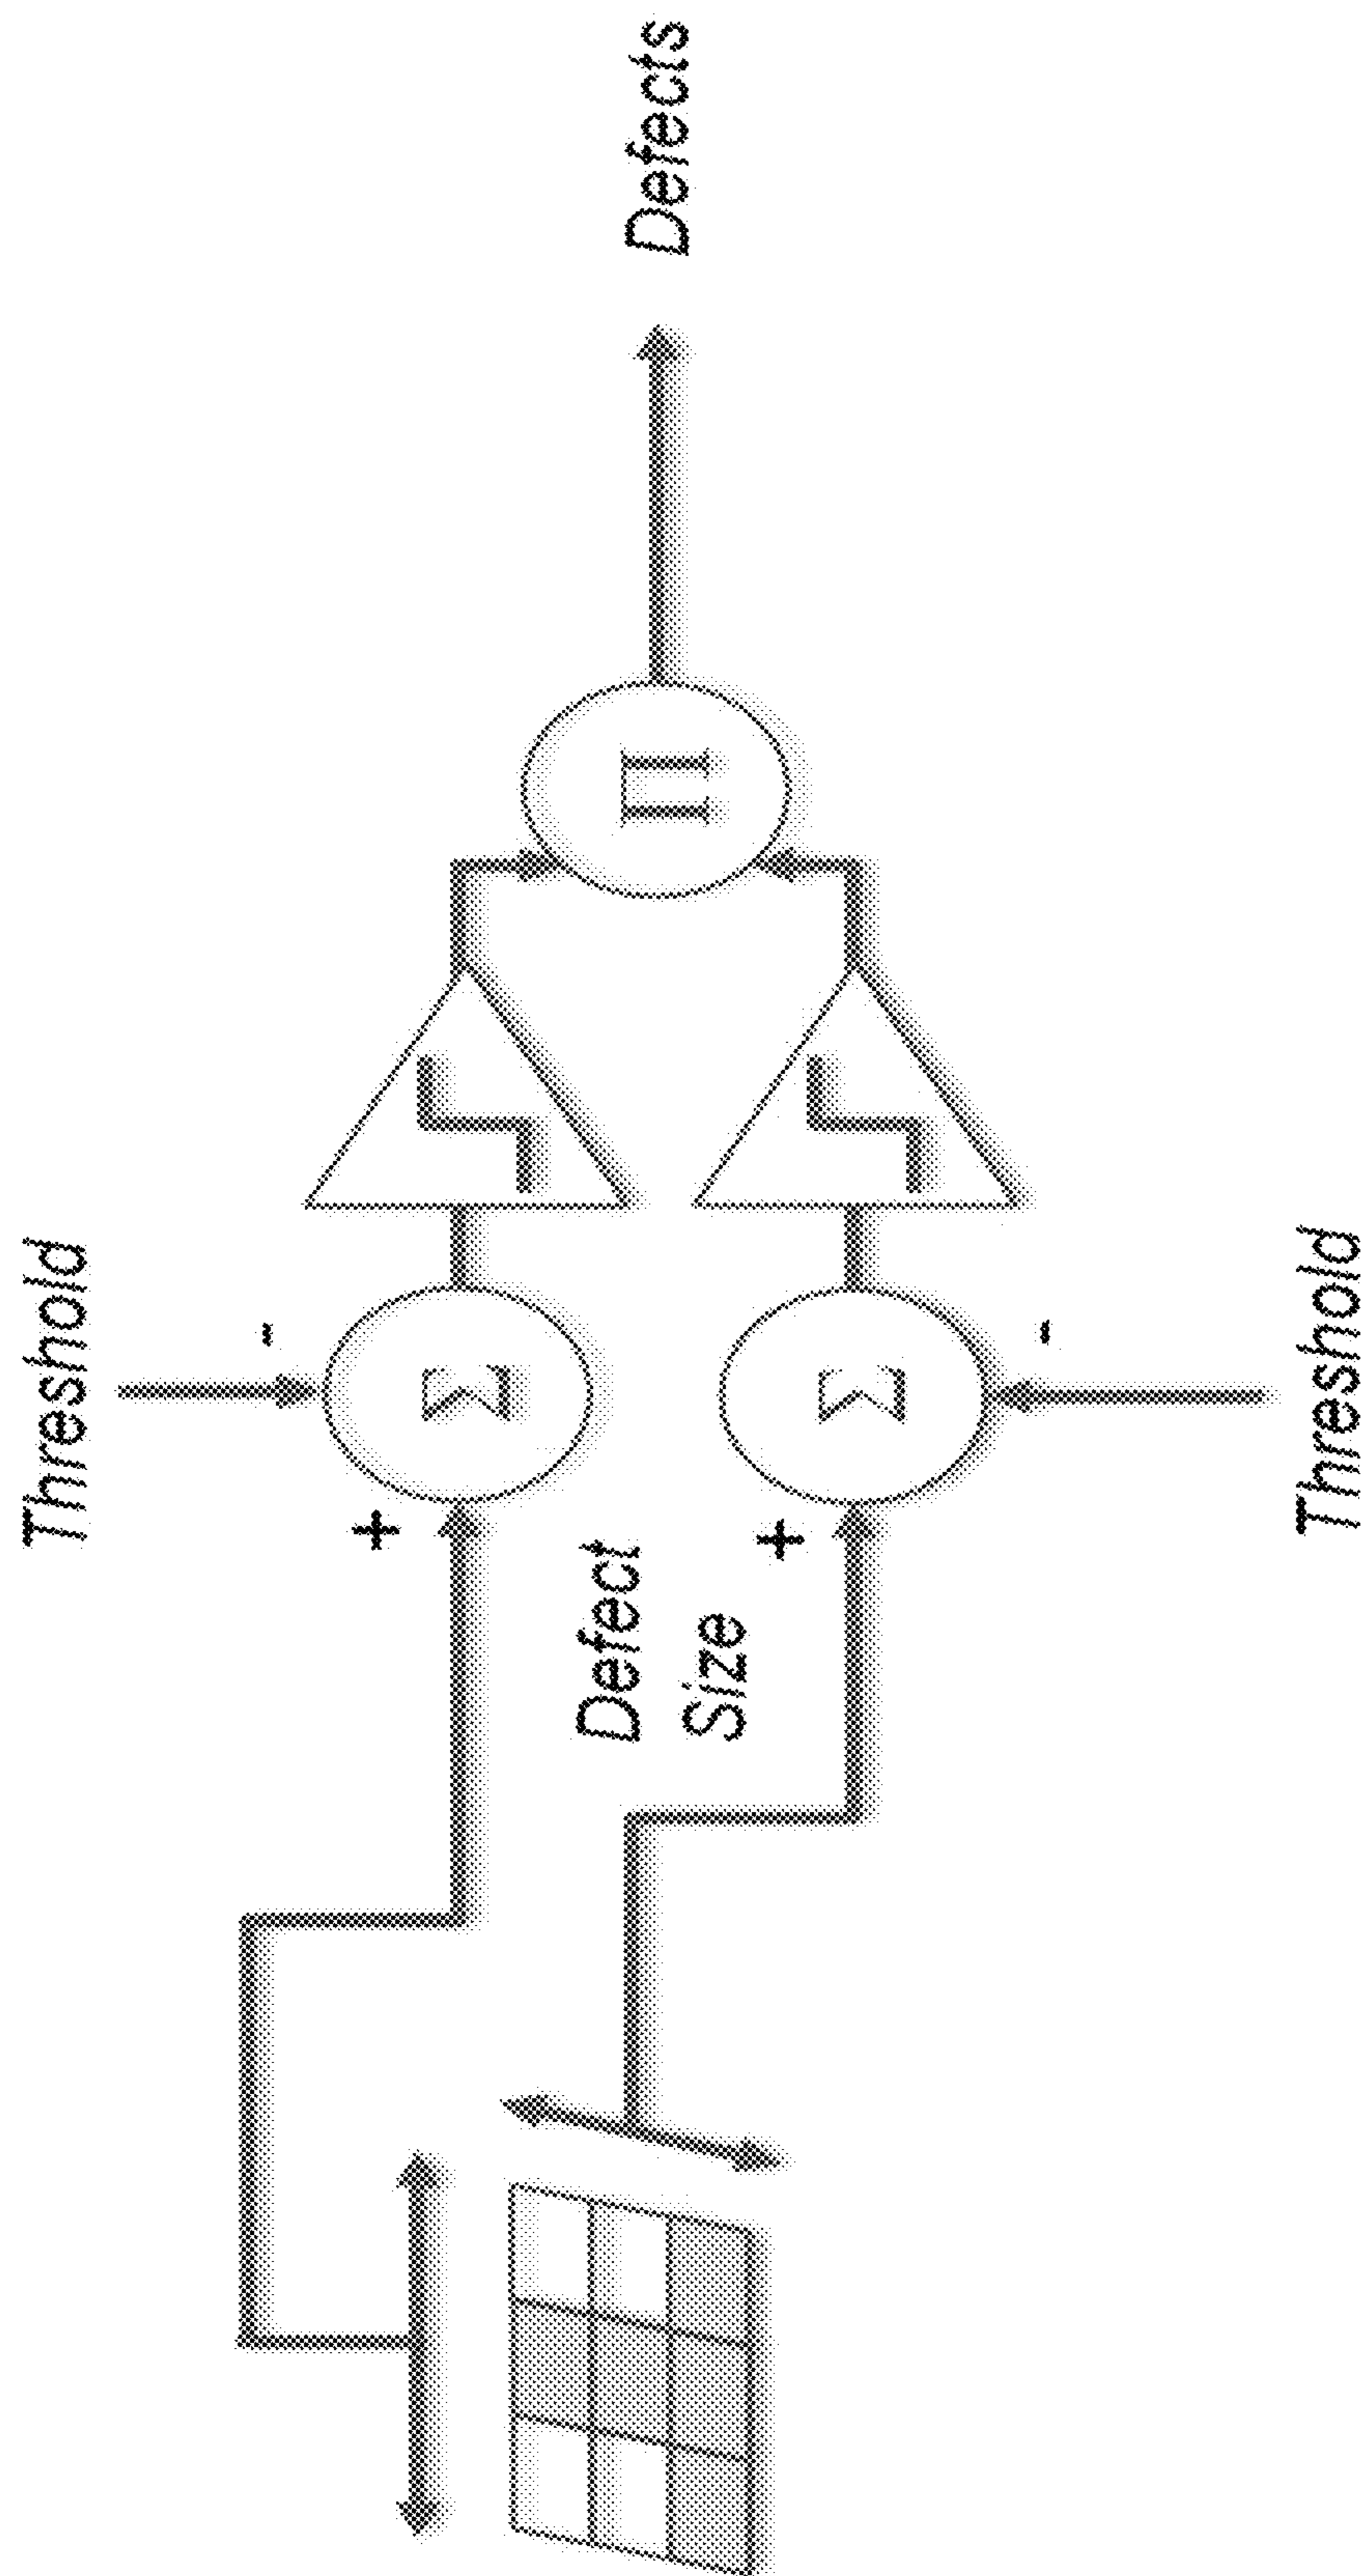 Threshold
-
+
Σ
Defect
Size
+
Σ
-
Threshold
Π
Defects